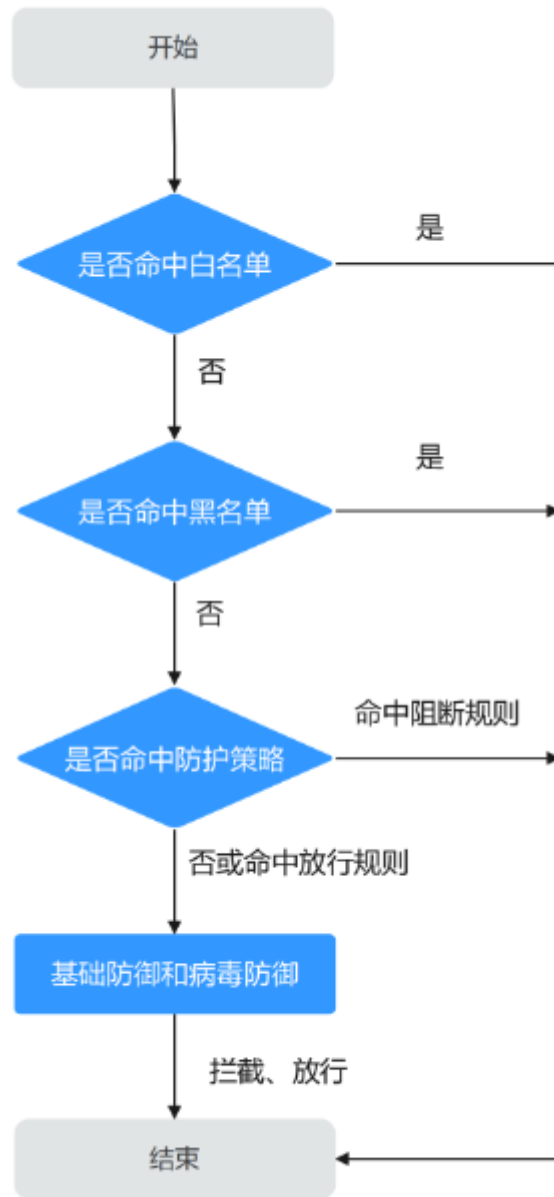 开始
是否命中白名单
是
否
是否命中黑名单
是
否
是否命中防护策略
命中阻断规则
否或命中放行规则
基础防御和病毒防御
拦截、放行
结束